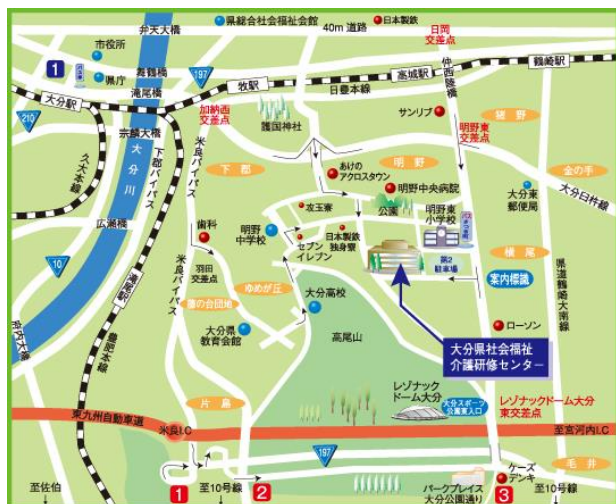 弁天大橋
県総合社会福祉会館
日本製鉄
40m 道路
日岡
交差点
市役所
県庁
1
舞鶴橋
滝尾橋
197
牧駅
高城駅
鶴崎駅
大分駅
日豊本線
仲西陸橋
加納西
交差点
護国神社
サンリブ
猪野
210
宗麟大橋
久大本線
大分川
下郡バイパス
米良バイパス
下郡
明野
明野東
交差点
金の手
あけの
アクロスタウン
明野中央病院
公園
大分臼杵線
大分東
郵便局
広瀬橋
歯科
攻玉寮
明野
中学校
セブン
イレブン
日本製鉄
独身寮
明野東
小学校
横尾
第2
駐車場
案内標識
10
滝尾駅
米良バイパス
羽田
交差点
ゆめが丘
県道鶴崎大南線
大分高校
大分県
教育会館
高尾山
ローソン
大分県社会福祉
介護研修センター
府内大橋
豊肥本線
片島
レゾナック
ドーム大分
大分スポーツ
公園東入口
レゾナックドーム大分
東交差点
東九州自動車道
米良I.C
至宮河内I.C
197
毛井
ケーズ
デンキ
至佐伯
1
至10号線
2
パークプレイス
大分公園通り
3
至10号線